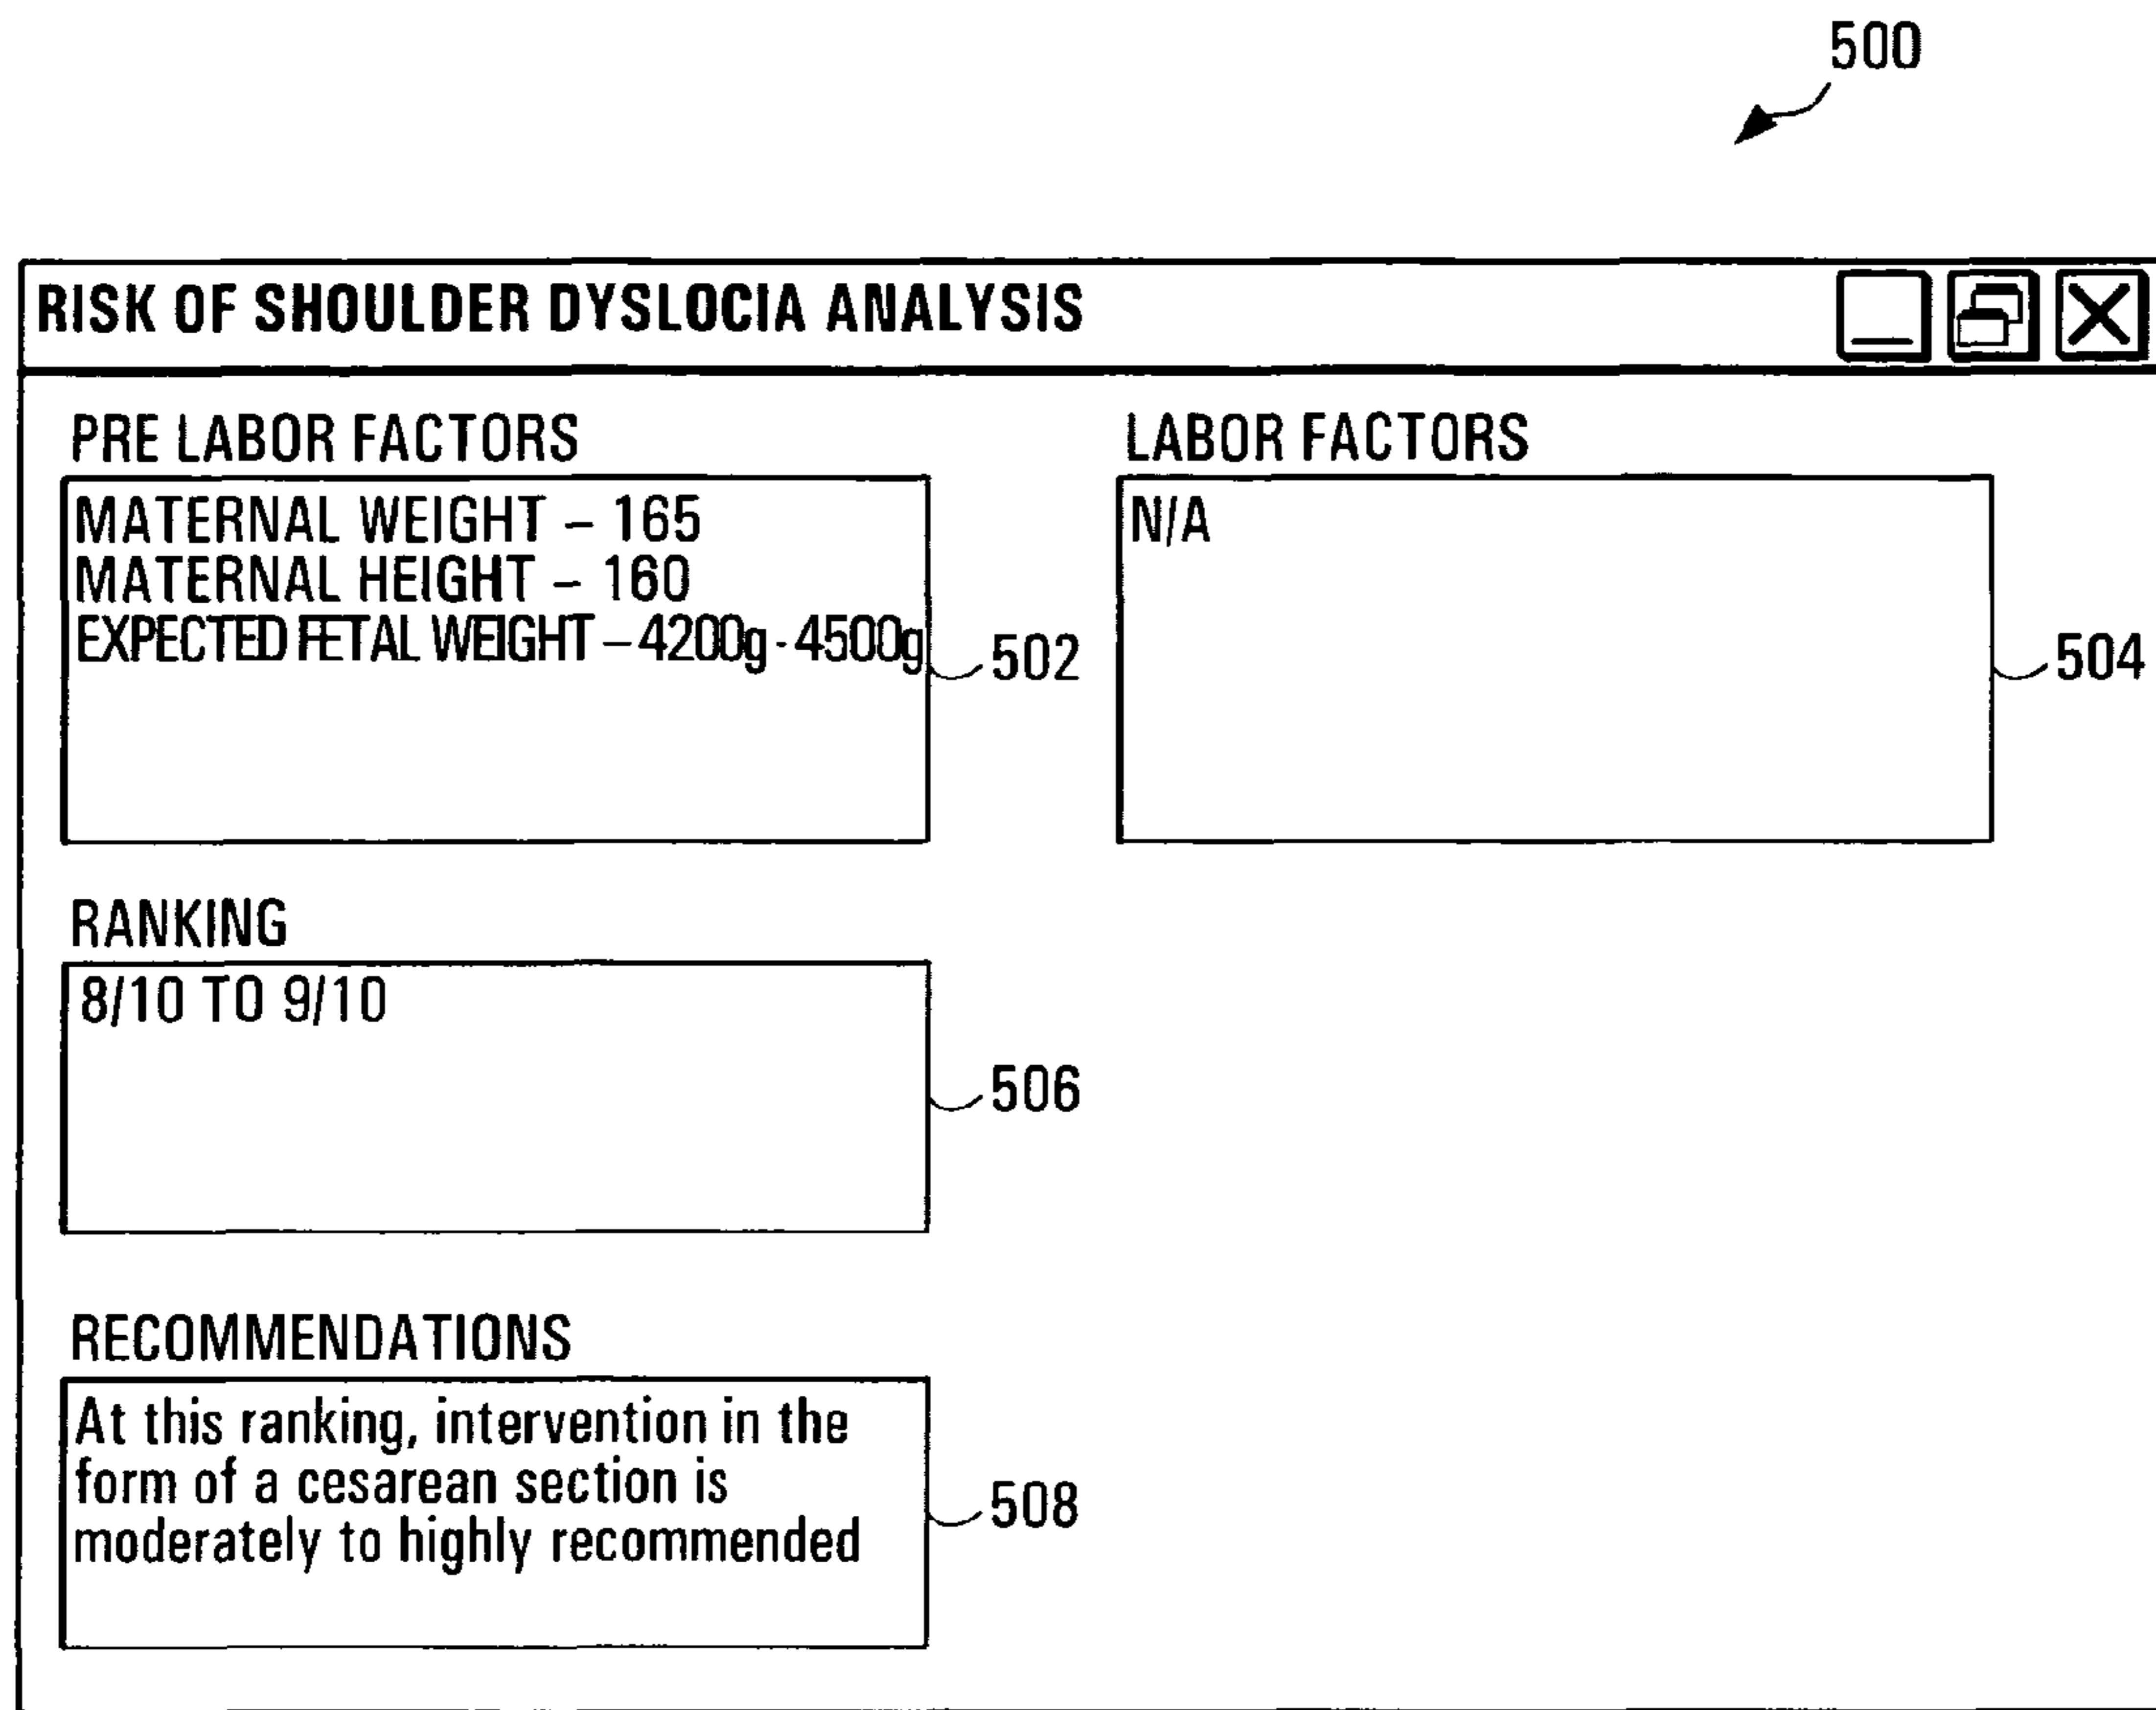 500
RISK OF SHOULDER DYSLOCIA ANALYSIS
PRE LABOR FACTORS
MATERNAL WEIGHT – 165
MATERNAL HEIGHT – 160
EXPECTED FETAL WEIGHT – 4200g - 4500g
502
LABOR FACTORS
N/A
504
RANKING
8/10 TO 9/10
506
RECOMMENDATIONS
At this ranking, intervention in the
form of a cesarean section is
moderately to highly recommended
508